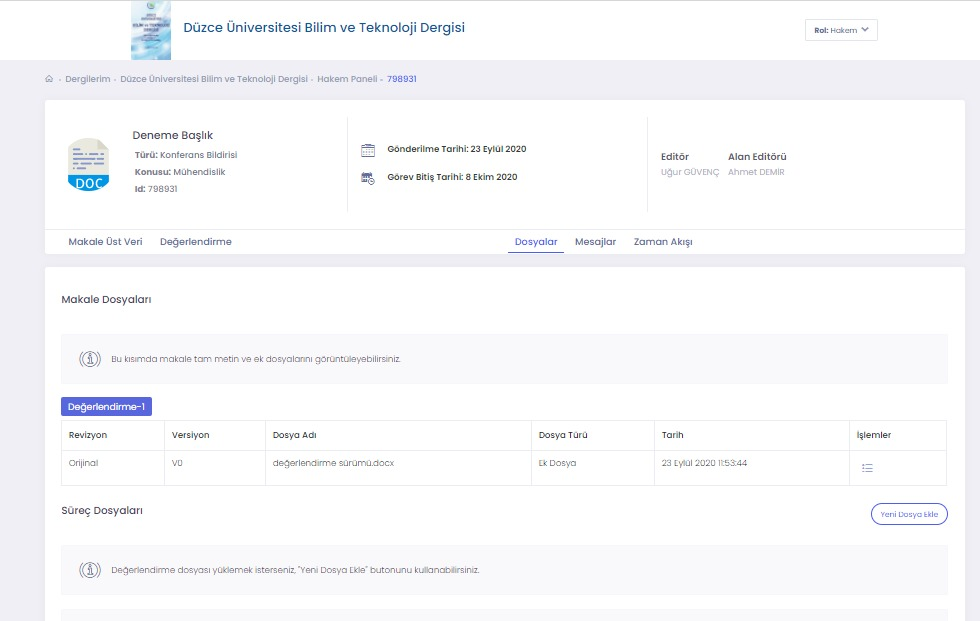 Düzce Üniversitesi Bilim ve Teknoloji Dergisi
Rol: Hakem
Dergilerim - Düzce Üniversitesi Bilim ve Teknoloji Dergisi - Hakem Paneli - 798931
Deneme Başlık
Türü: Konferans Bildirisi
Konusu: Mühendislik
Id: 798931
DOC
Gönderilme Tarihi: 23 Eylül 2020
Görev Bitiş Tarihi: 8 Ekim 2020
Editör Alan Editörü
Uğur GÜVENÇ Ahmet DEMİR
Makale Üst Veri Değerlendirme Dosyalar Mesajlar Zaman Akışı
Makale Dosyaları
Bu kısımda makale tam metin ve ek dosyalarını görüntüleyebilirsiniz.
Değerlendirme-1
Revizyon Versiyon Dosya Adı Dosya Türü Tarih İşlemler
Orijinal V0 değerlendirme sürümü.docx Ek Dosya 23 Eylül 2020 11:53:44
Süreç Dosyaları
Yeni Dosya Ekle
Değerlendirme dosyası yüklemek isterseniz, "Yeni Dosya Ekle" butonunu kullanabilirsiniz.